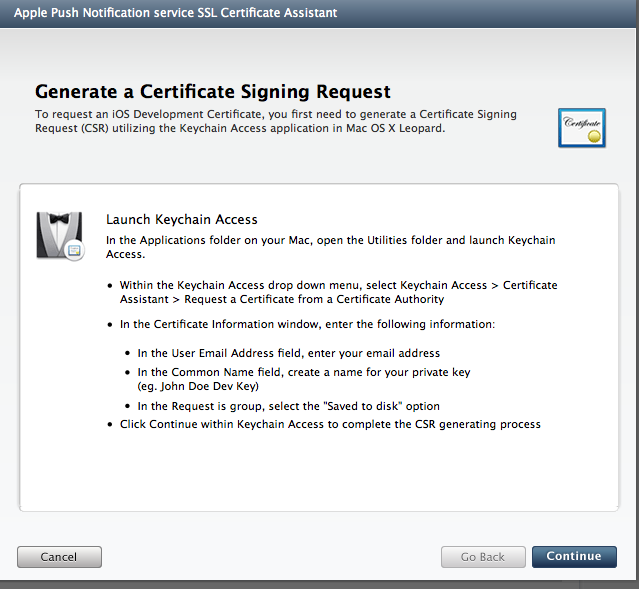 Apple Push Notification service SSL Certificate Assistant
Generate a Certificate Signing Request
To request an iOS Development Certificate, you first need to generate a Certificate Signing
Request (CSR) utilizing the Keychain Access application in Mac OS X Leopard.
Certificate
Launch Keychain Access
In the Applications folder on your Mac, open the Utilities folder and launch Keychain
Access.
• Within the Keychain Access drop down menu, select Keychain Access > Certificate
Assistant > Request a Certificate from a Certificate Authority
• In the Certificate Information window, enter the following information:
• In the User Email Address field, enter your email address
• In the Common Name field, create a name for your private key
(eg. John Doe Dev Key)
• In the Request is group, select the "Saved to disk" option
• Click Continue within Keychain Access to complete the CSR generating process
Cancel
Go Back
Continue